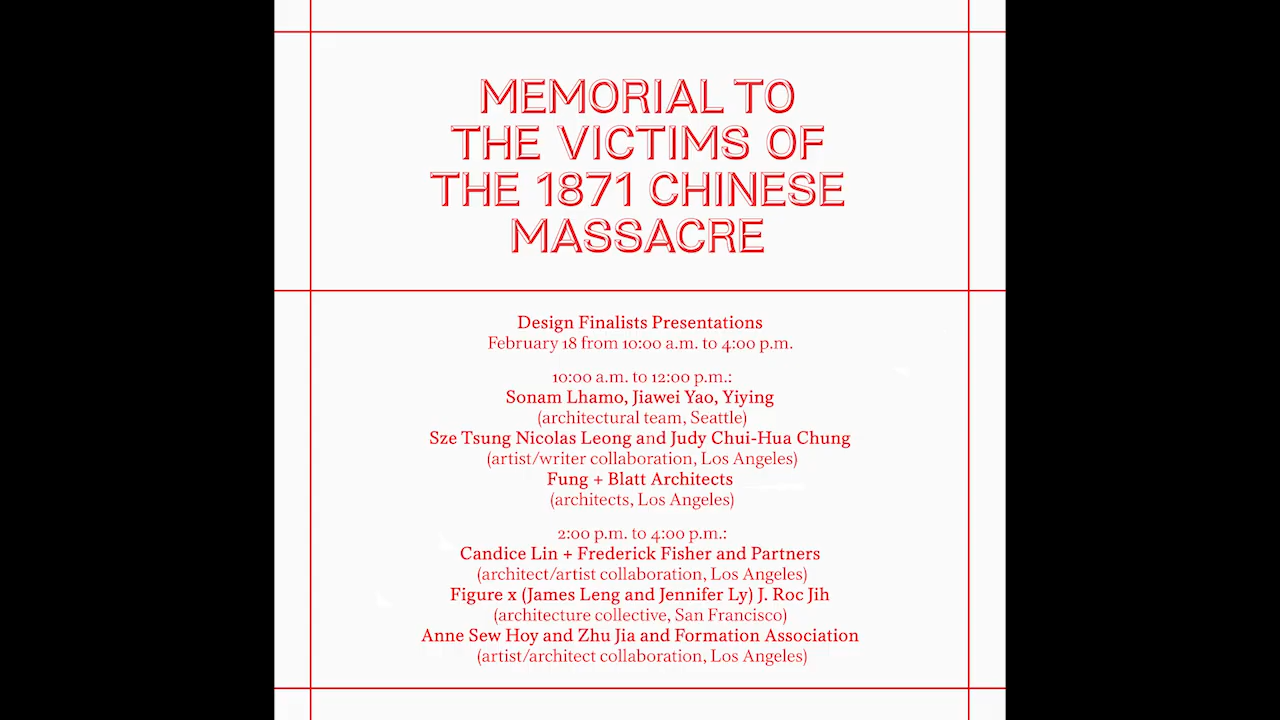 MEMORIAL TO
THE VICTIMS OF
THE 1871 CHINESE
MASSACRE
Design Finalists Presentations
February 18 from 10:00 a.m. to 4:00 p.m.
10:00 a.m. to 12:00 p.m.:
Sonam Lhamo, Jiawei Yao, Yiying
(architectural team, Seattle)
Sze Tsung Nicolas Leong and Judy Chui-Hua Chung
(artist/writer collaboration, Los Angeles)
Fung + Blatt Architects
(architects, Los Angeles)
2:00 p.m. to 4:00 p.m.:
Candice Lin + Frederick Fisher and Partners
(architect/artist collaboration, Los Angeles)
Figure x (James Leng and Jennifer Ly) J. Roc Jih
(architecture collective, San Francisco)
Anne Sew Hoy and Zhu Jia and Formation Association
(artist/architect collaboration, Los Angeles)